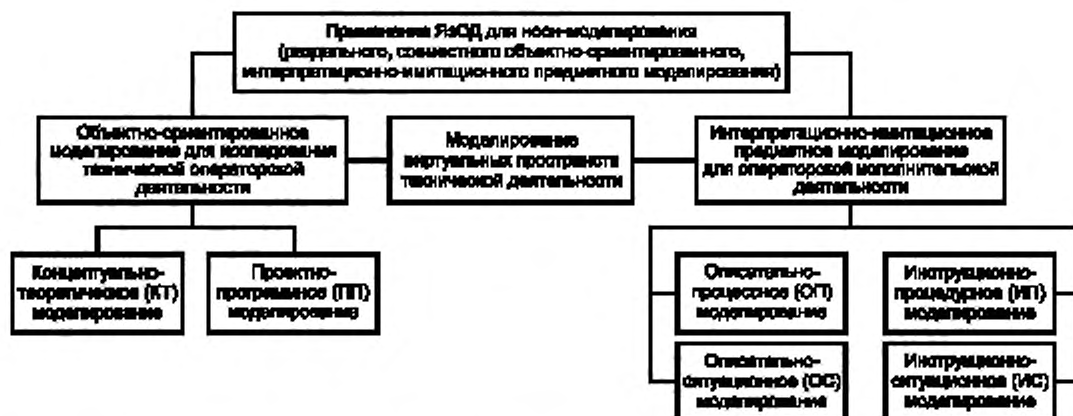 Применение ЯзОД для ноон-моделирования
(раздельного, совместного объектно-ориентированного,
интерпретационно-имитационного предметного моделирования)
Объектно-ориентированное
моделирование для исследования
технической операторской
деятельности
Моделирование
виртуальных пространств
технической деятельности
Интерпретационно-имитационное
предметное моделирование
для операторской исполнительской
деятельности
Концептуально-
теоретическое (КТ)
моделирование
Проектно-
программное (ПП)
моделирование
Описательно-
процессное (ОП)
моделирование
Инструкционно-
процедурное (ИП)
моделирование
Описательно-
ситуационное (ОС)
моделирование
Инструкционно-
ситуационное (ИС)
моделирование